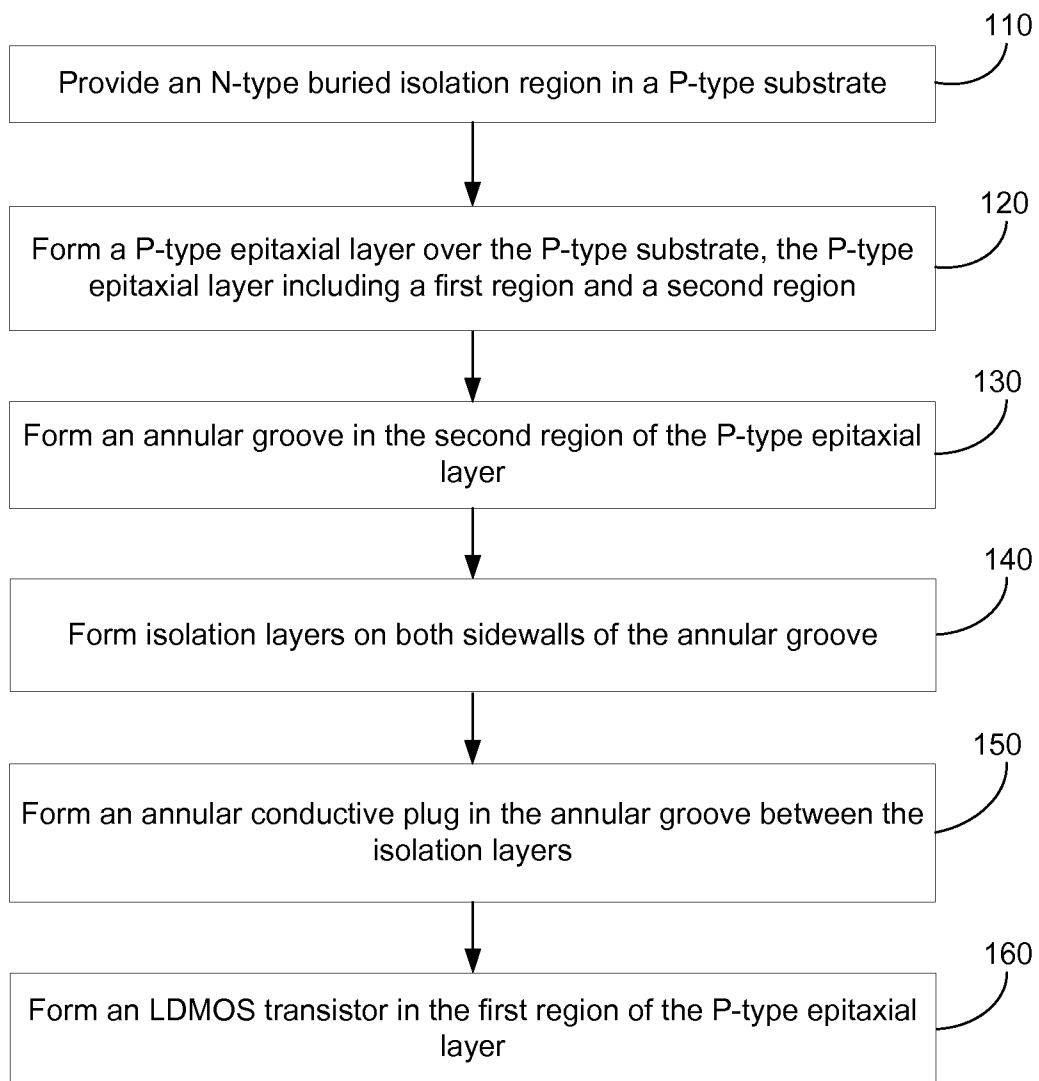 110
Provide an N-type buried isolation region in a P-type substrate
120
Form a P-type epitaxial layer over the P-type substrate, the P-type
epitaxial layer including a first region and a second region
130
Form an annular groove in the second region of the P-type epitaxial
layer
140
Form isolation layers on both sidewalls of the annular groove
150
Form an annular conductive plug in the annular groove between the
isolation layers
160
Form an LDMOS transistor in the first region of the P-type epitaxial
layer